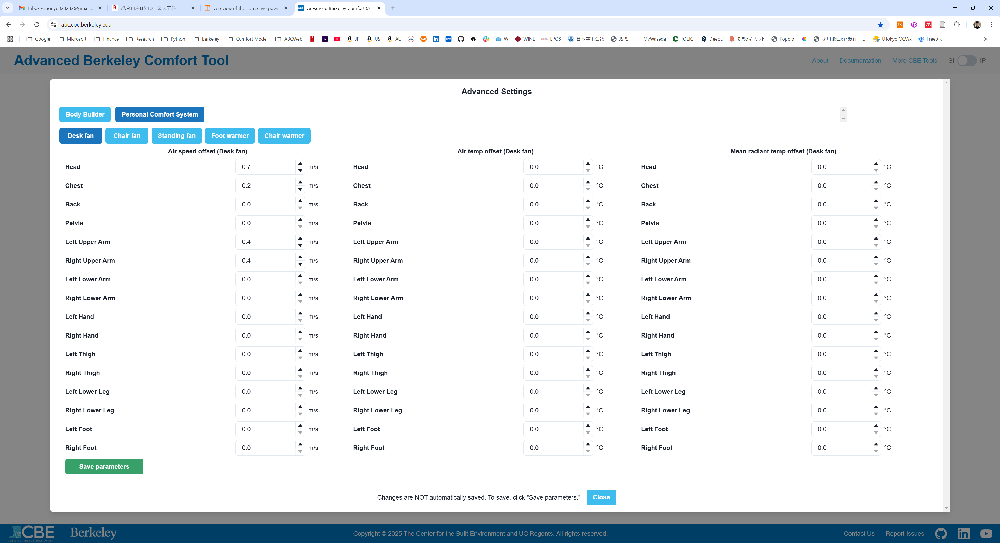 Inbox - monyo323232@gmail.c
総合口座ログイン | 楽天証券
A review of the corrective powe
Advanced Berkeley Comfort (AB
abc.cbe.berkeley.edu
Google Microsoft Finance Research Python Berkeley Comfort Model ABCWeb JP US AU W WINE EPOS 日本学術会議 JSPS MyWaseda TOEIC DeepL たまるマーケット Popolo 採用後住所・銀行口... UTokyo OCWx Freepik
Advanced Berkeley Comfort Tool
About Documentation More CBE Tools SI IP
Advanced Settings
Body Builder Personal Comfort System
Desk fan Chair fan Standing fan Foot warmer Chair warmer
Air speed offset (Desk fan) Air temp offset (Desk fan) Mean radiant temp offset (Desk fan)
Head 0.7 m/s Head 0.0 °C Head 0.0 °C
Chest 0.2 m/s Chest 0.0 °C Chest 0.0 °C
Back 0.0 m/s Back 0.0 °C Back 0.0 °C
Pelvis 0.0 m/s Pelvis 0.0 °C Pelvis 0.0 °C
Left Upper Arm 0.4 m/s Left Upper Arm 0.0 °C Left Upper Arm 0.0 °C
Right Upper Arm 0.4 m/s Right Upper Arm 0.0 °C Right Upper Arm 0.0 °C
Left Lower Arm 0.0 m/s Left Lower Arm 0.0 °C Left Lower Arm 0.0 °C
Right Lower Arm 0.0 m/s Right Lower Arm 0.0 °C Right Lower Arm 0.0 °C
Left Hand 0.0 m/s Left Hand 0.0 °C Left Hand 0.0 °C
Right Hand 0.0 m/s Right Hand 0.0 °C Right Hand 0.0 °C
Left Thigh 0.0 m/s Left Thigh 0.0 °C Left Thigh 0.0 °C
Right Thigh 0.0 m/s Right Thigh 0.0 °C Right Thigh 0.0 °C
Left Lower Leg 0.0 m/s Left Lower Leg 0.0 °C Left Lower Leg 0.0 °C
Right Lower Leg 0.0 m/s Right Lower Leg 0.0 °C Right Lower Leg 0.0 °C
Left Foot 0.0 m/s Left Foot 0.0 °C Left Foot 0.0 °C
Right Foot 0.0 m/s Right Foot 0.0 °C Right Foot 0.0 °C
Save parameters
Changes are NOT automatically saved. To save, click "Save parameters." Close
CBE
CENTER FOR THE BUILT ENVIRONMENT
Berkeley
Copyright © 2025 The Center for the Built Environment and UC Regents. All rights reserved.
Contact Us Report Issues